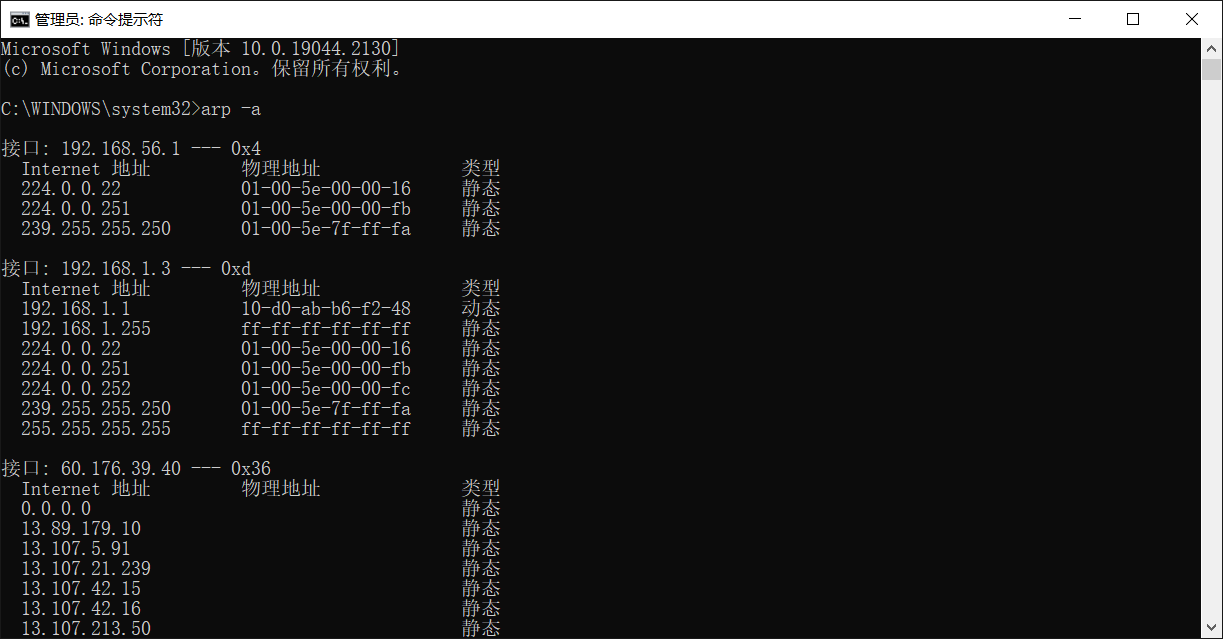 管理员: 命令提示符
Microsoft Windows [版本 10.0.19044.2130]
(c) Microsoft Corporation。保留所有权利。
C:\WINDOWS\system32>arp -a
接口: 192.168.56.1 --- 0x4
Internet 地址 物理地址 类型
224.0.0.22 01-00-5e-00-00-16 静态
224.0.0.251 01-00-5e-00-00-fb 静态
239.255.255.250 01-00-5e-7f-ff-fa 静态
接口: 192.168.1.3 --- 0xd
Internet 地址 物理地址 类型
192.168.1.1 10-d0-ab-b6-f2-48 动态
192.168.1.255 ff-ff-ff-ff-ff-ff 静态
224.0.0.22 01-00-5e-00-00-16 静态
224.0.0.251 01-00-5e-00-00-fb 静态
224.0.0.252 01-00-5e-00-00-fc 静态
239.255.255.250 01-00-5e-7f-ff-fa 静态
255.255.255.255 ff-ff-ff-ff-ff-ff 静态
接口: 60.176.39.40 --- 0x36
Internet 地址 物理地址 类型
0.0.0.0 静态
13.89.179.10 静态
13.107.5.91 静态
13.107.21.239 静态
13.107.42.15 静态
13.107.42.16 静态
13.107.213.50 静态